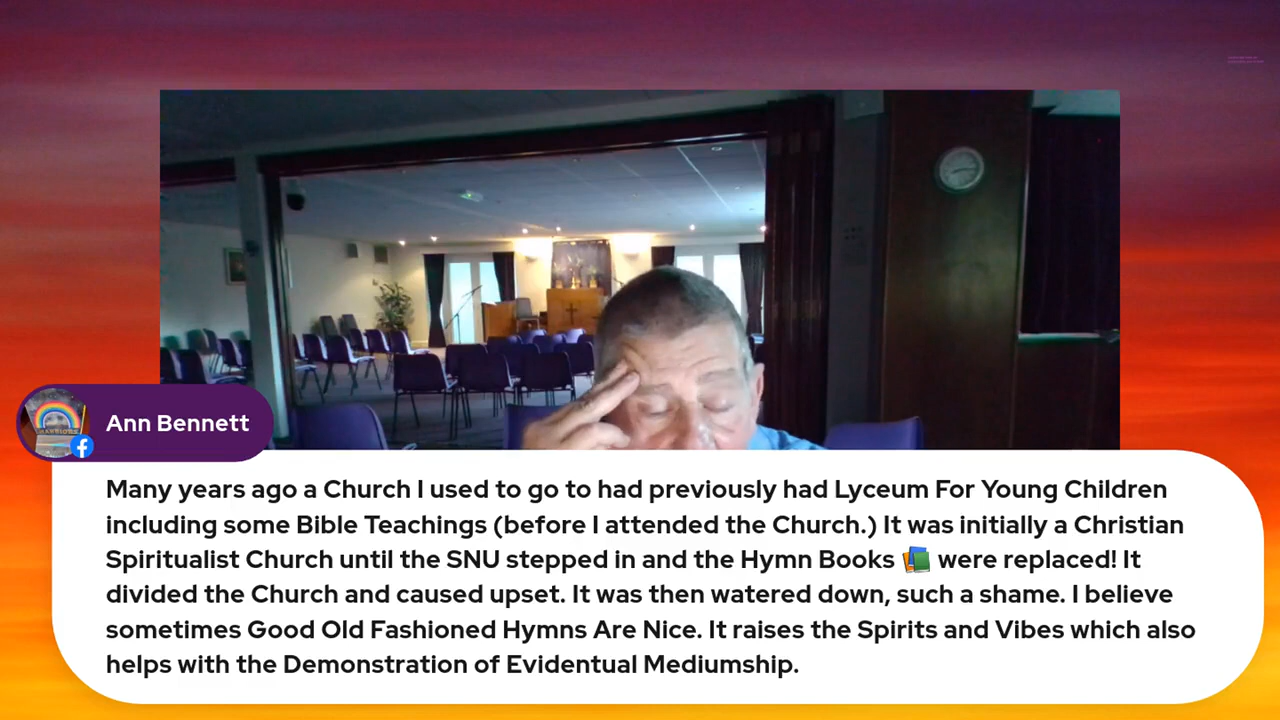 Ann Bennett
Many years ago a Church I used to go to had previously had Lyceum For Young Children
including some Bible Teachings (before I attended the Church.) It was initially a Christian
Spiritualist Church until the SNU stepped in and the Hymn Books 📚 were replaced! It
divided the Church and caused upset. It was then watered down, such a shame. I believe
sometimes Good Old Fashioned Hymns Are Nice. It raises the Spirits and Vibes which also
helps with the Demonstration of Evidentual Mediumship.